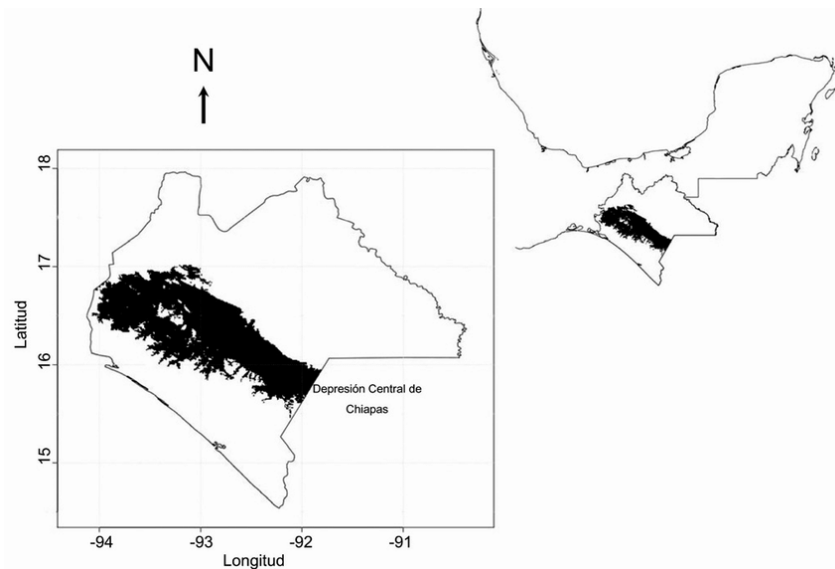 N
18
17
16
15
Latitud
Depresión Central de
Chiapas
-94 -93 -92 -91
Longitud